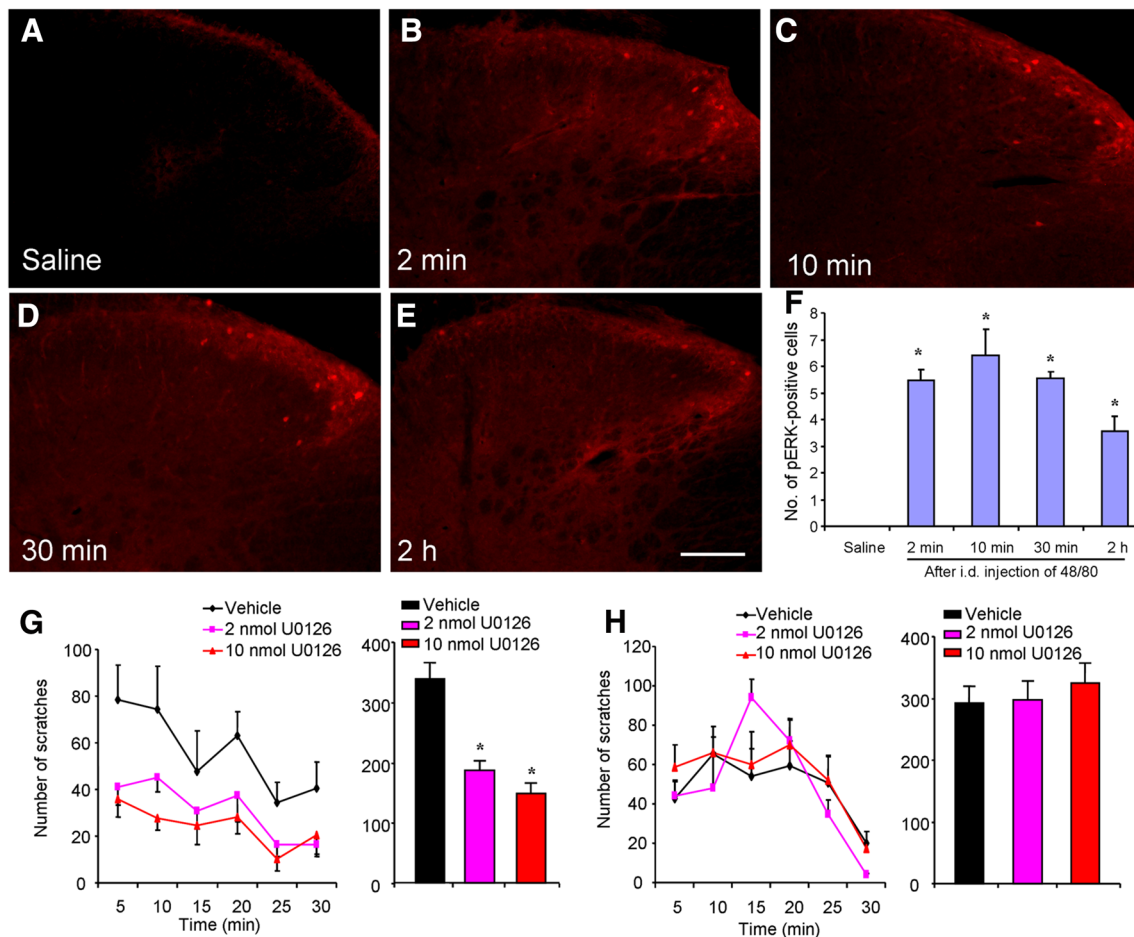 A
Saline
B
2 min
C
10 min
D
30 min
E
2 h
F
No. of pERK-positive cells
8
7
6
5
4
3
2
1
0
*
*
*
*
Saline
2 min
10 min
30 min
2 h
After i.d. injection of 48/80
G
Vehicle
2 nmol U0126
10 nmol U0126
Number of scratches
100
80
60
40
20
0
5
10
15
20
25
30
Time (min)
Vehicle
2 nmol U0126
10 nmol U0126
400
300
200
100
0
*
*
H
Vehicle
2 nmol U0126
10 nmol U0126
Number of scratches
120
100
80
60
40
20
0
5
10
15
20
25
30
Time (min)
Vehicle
2 nmol U0126
10 nmol U0126
400
300
200
100
0